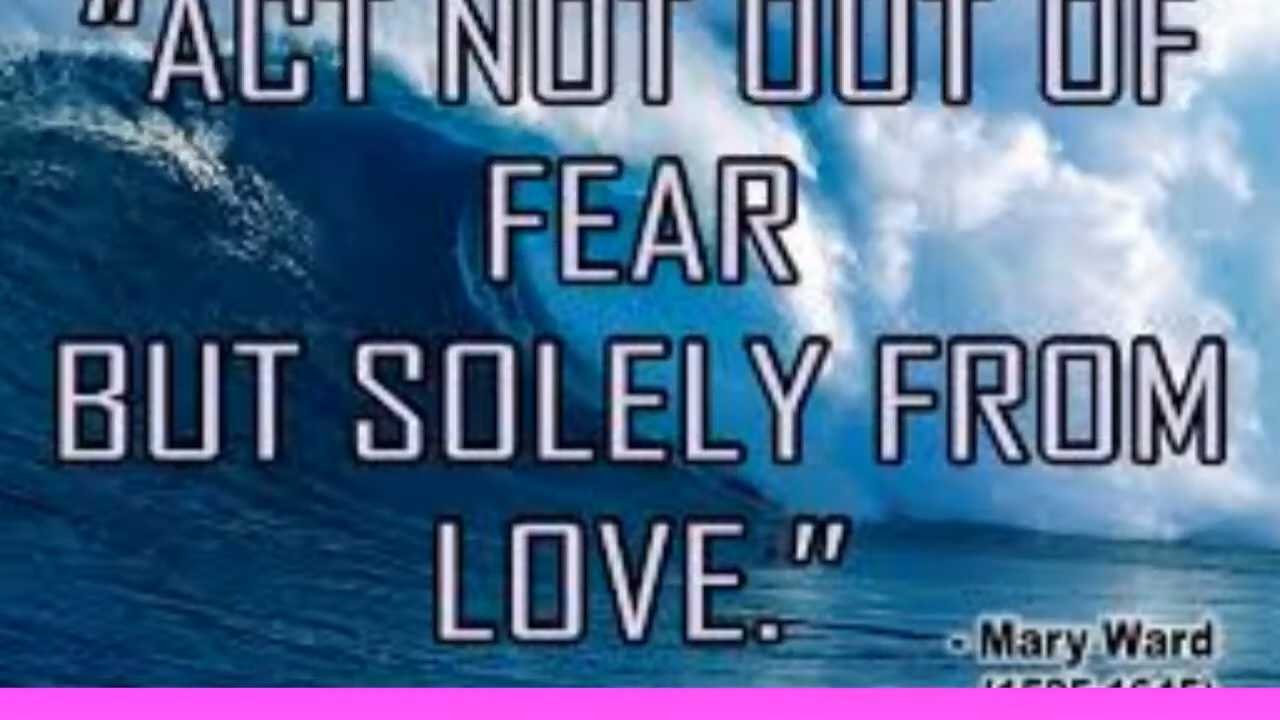 "ACT NOT OUT OF
FEAR
BUT SOLELY FROM
LOVE."
- Mary Ward